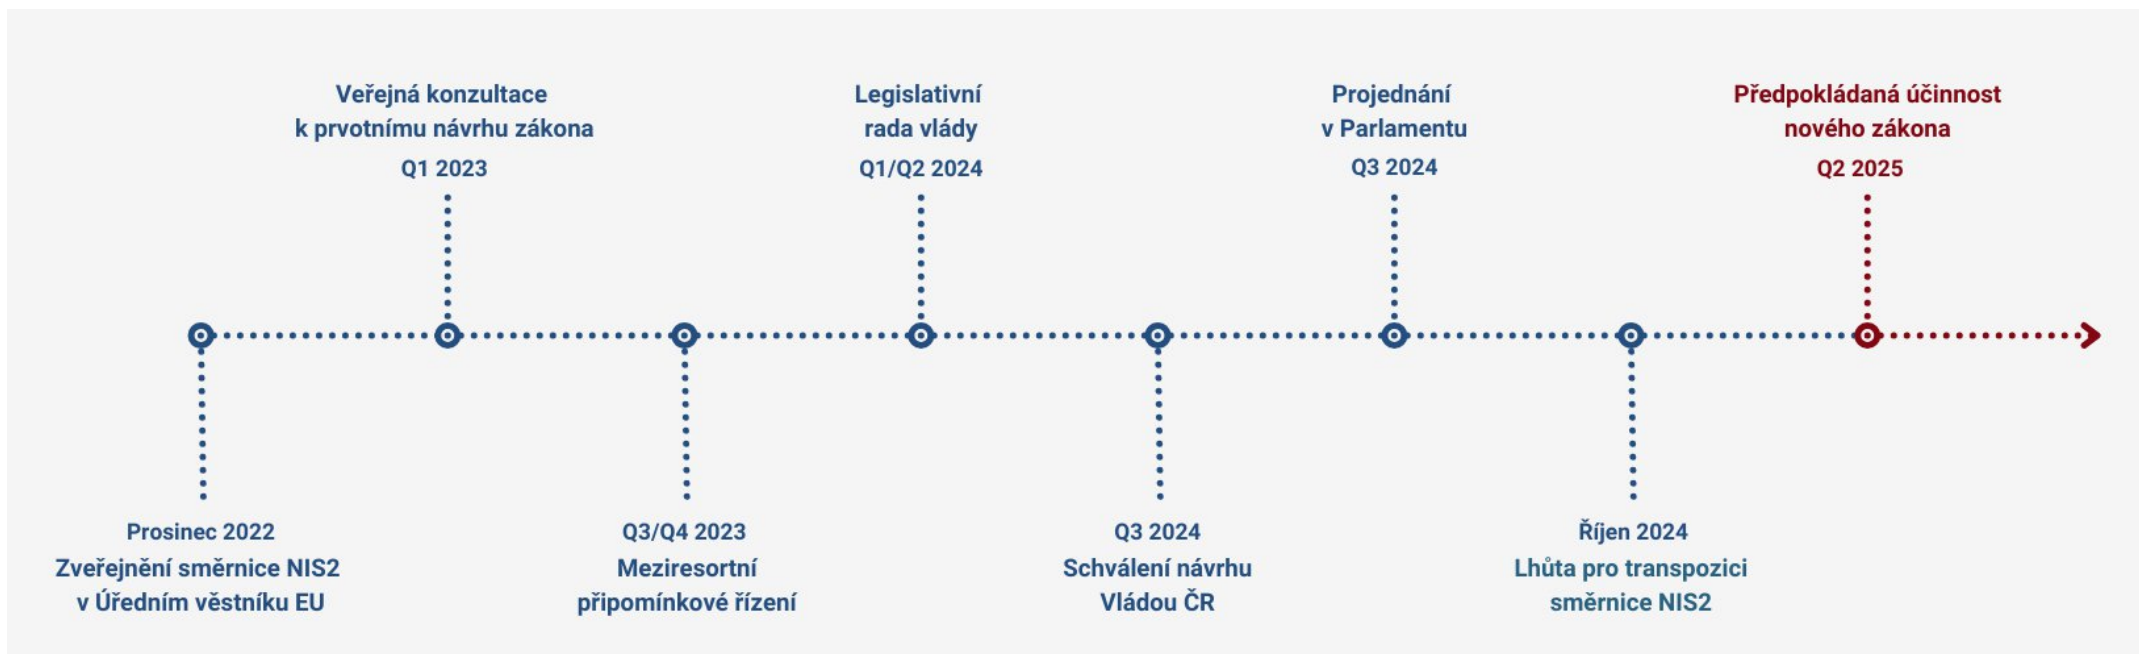 Veřejná konzultace
k prvotnímu návrhu zákona
Q1 2023
Legislativní
rada vlády
Q1/Q2 2024
Projednání
v Parlamentu
Q3 2024
Předpokládaná účinnost
nového zákona
Q2 2025
Prosinec 2022
Zveřejnění směrnice NIS2
v Úředním věstníku EU
Q3/Q4 2023
Meziresortní
připomínkové řízení
Q3 2024
Schválení návrhu
Vládou ČR
Říjen 2024
Lhůta pro transpozici
směrnice NIS2